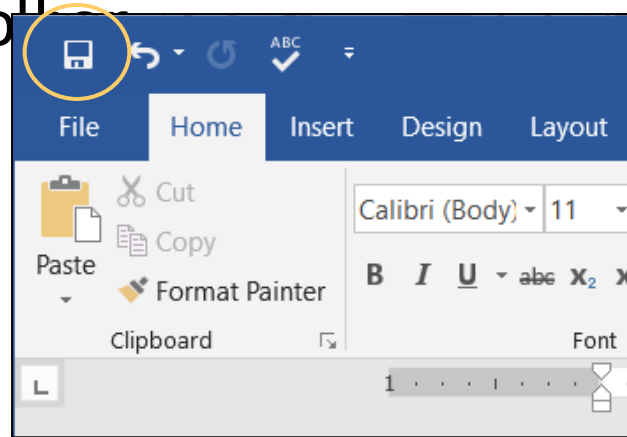 ABC
File Home Insert Design Layout
Cut
Calibri (Body) 11
Copy
Paste
B I U abc X₂
Format Painter
Clipboard Font
L 1